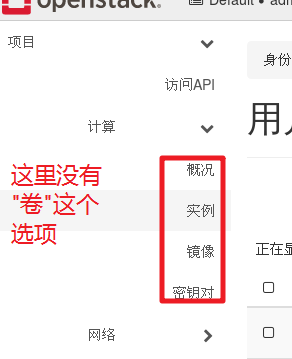 openstack.
Default •
项目
访问API
身份
计算
用户
这里没有
"卷"这个
选项
概况
实例
镜像
密钥对
正在显
网络